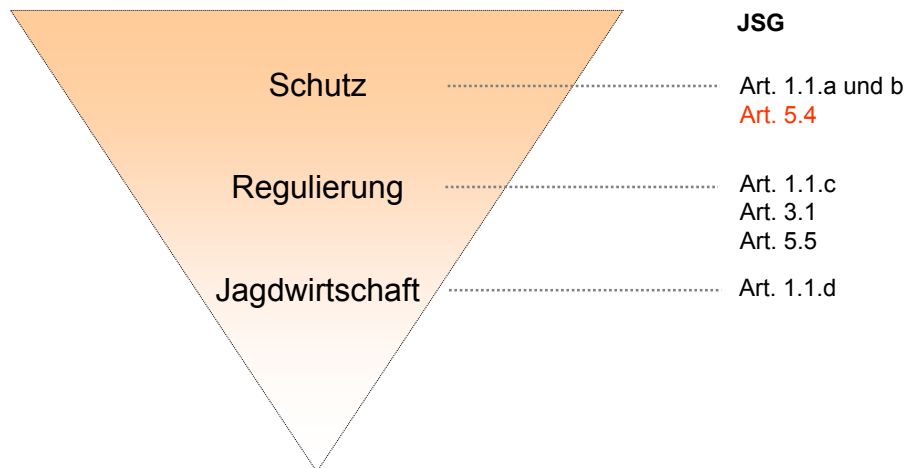 JSG
Schutz
Art. 1.1.a und b
Art. 5.4
Regulierung
Art. 1.1.c
Art. 3.1
Art. 5.5
Jagdwirtschaft
Art. 1.1.d